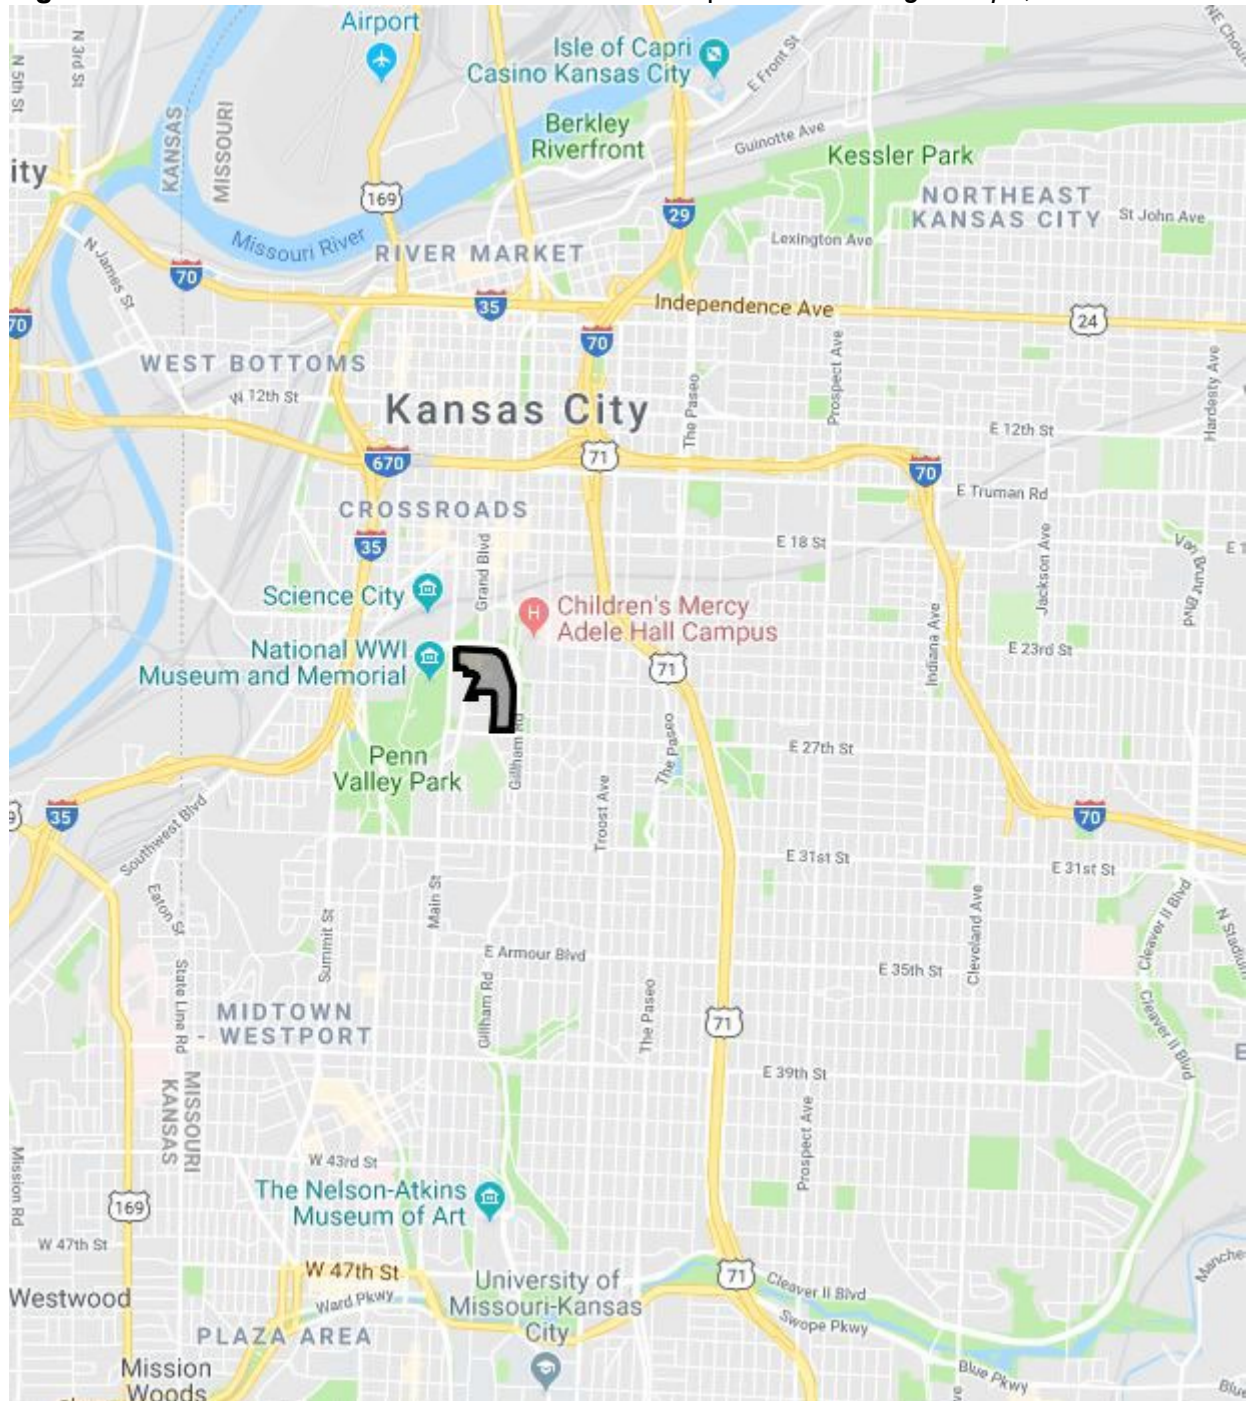 Airport
Isle of Capri
Casino Kansas City
E Front St
N 3rd St
N 5th St
KANSAS
MISSOURI
Berkley
Riverfront
Guinotte Ave
Kessler Park
ity
169
29
NORTHEAST
KANSAS CITY
St John Ave
Missouri River
RIVER MARKET
Lexington Ave
N James St
70
35
Independence Ave
24
70
70
WEST BOTTOMS
W 12th St
Kansas City
The Paseo
Prospect Ave
Hardesty Ave
E 12th St
670
71
70
E Truman Rd
CROSSROADS
35
Grand Blvd
E 18 St
Jackson Ave
Van Brunt Blvd
E 1
Science City
Children's Mercy
Adele Hall Campus
H
National WWI
Museum and Memorial
71
Indiana Ave
E 23rd St
Penn
Valley Park
Gillham Rd
The Paseo
E 27th St
Troost Ave
35
9
Southwest Blvd
70
E 31st St
E 31st St
Eaton St
Main St
Summit St
Cleveland Ave
Cleaver II Blvd
N Stadium
E Armour Blvd
E 35th St
State Line Rd
MIDTOWN
- WESTPORT
Gillham Rd
The Paseo
71
Cleaver II Blvd
E
E 39th St
MISSOURI
KANSAS
Prospect Ave
Mission Rd
W 43rd St
The Nelson-Atkins
Museum of Art
169
W 47th St
W 47th St
71
Cleaver II Blvd
Manche
Westwood
Ward Pkwy
University of
Missouri-Kansas
City
Swope Pkwy
PLAZA AREA
Mission
Woods
Blue Pkwy
Blue